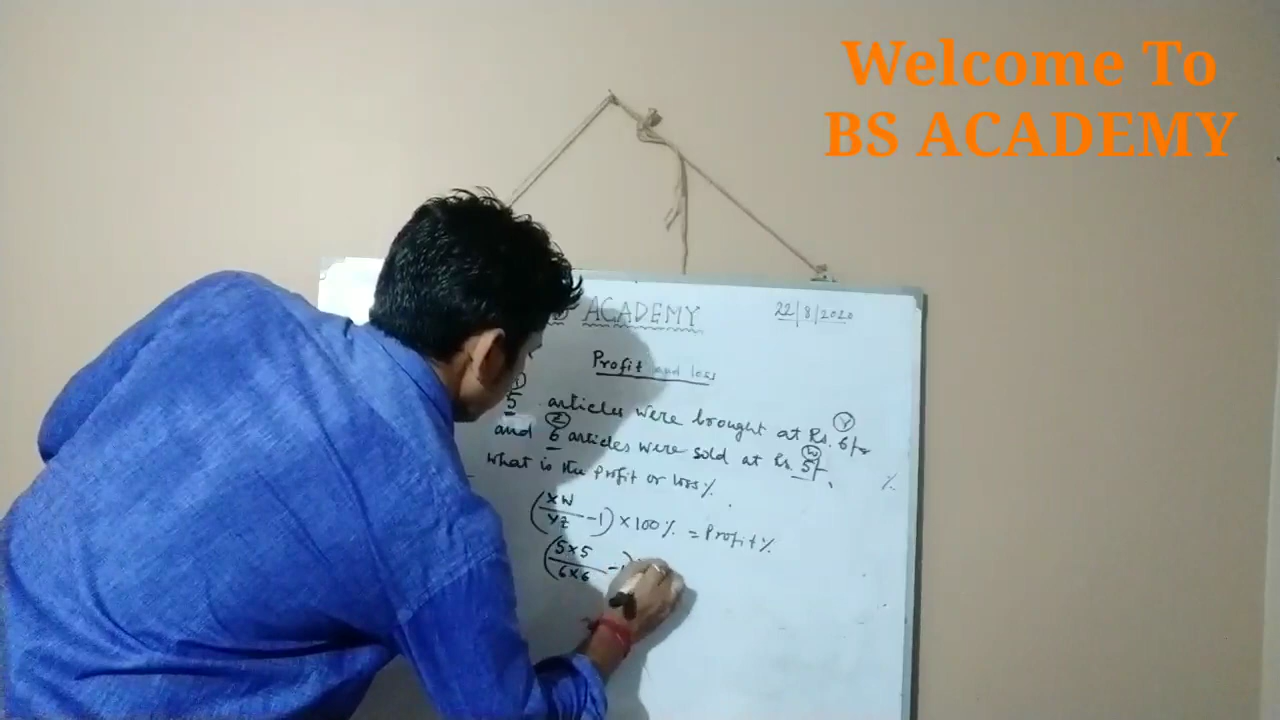 Welcome To
BS ACADEMY
ACADEMY 22/8/2020
Profit and loss
5 articles were brought at Rs. 6/-
and 6 articles were sold at Rs. 5/-.
What is the profit or loss%.
(XW/YZ - 1) × 100% = Profit%
(5×5/6×6 - 1)